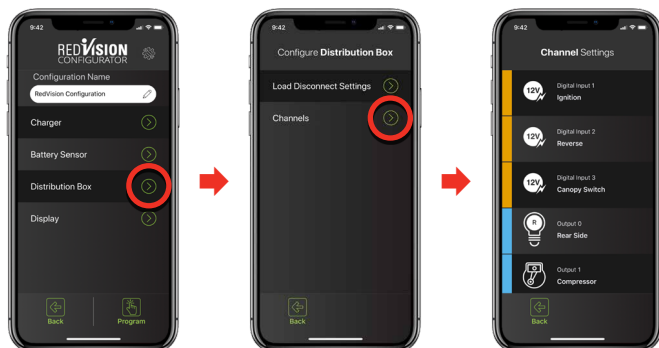 9:42
REDVISION
CONFIGURATOR
Configuration Name
RedVision Configuration
Charger
Battery Sensor
Distribution Box
Display
Back
Program
9:42
Configure Distribution Box
Load Disconnect Settings
Channels
Back
9:42
Channel Settings
12V
Digital Input 1
Ignition
12V
Digital Input 2
Reverse
12V
Digital Input 3
Canopy Switch
R
Output 0
Rear Side
Output 1
Compressor
Back